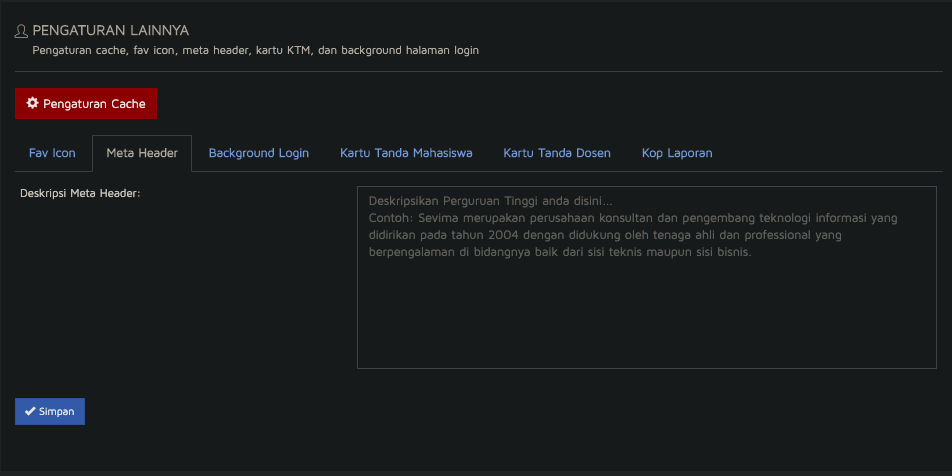 PENGATURAN LAINNYA
Pengaturan cache, fav icon, meta header, kartu KTM, dan background halaman login
Pengaturan Cache
Fav Icon Meta Header Background Login Kartu Tanda Mahasiswa Kartu Tanda Dosen Kop Laporan
Deskripsi Meta Header:
Deskripsikan Perguruan Tinggi anda disini...
Contoh: Sevima merupakan perusahaan konsultan dan pengembang teknologi informasi yang
didirikan pada tahun 2004 dengan didukung oleh tenaga ahli dan professional yang
berpengalaman di bidangnya baik dari sisi teknis maupun sisi bisnis.
Simpan